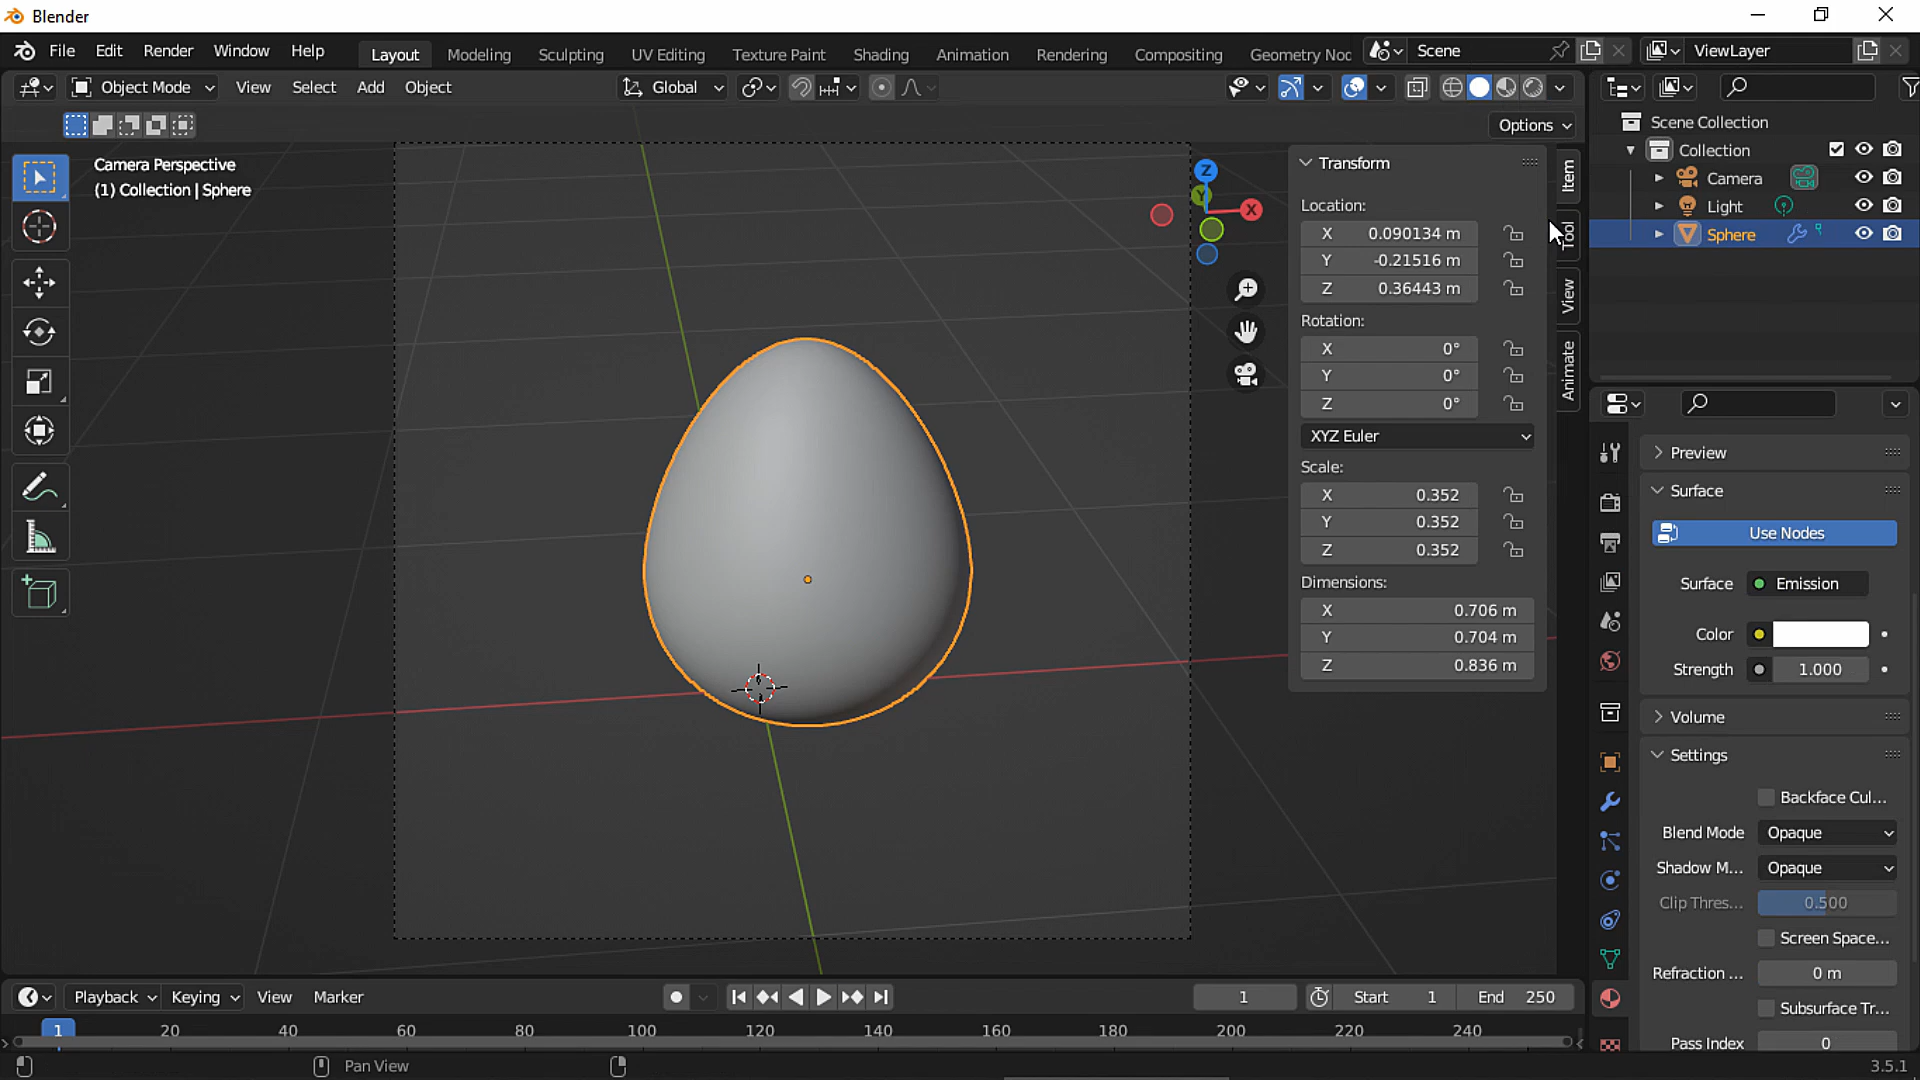 Blender
File Edit Render Window Help Layout Modeling Sculpting UV Editing Texture Paint Shading Animation Rendering Compositing Geometry Noc Scene ViewLayer
Object Mode View Select Add Object Global
Options
Camera Perspective
(1) Collection | Sphere
Z
Y
X
Transform
Location:
X 0.090134 m
Y -0.21516 m
Z 0.36443 m
Rotation:
X 0°
Y 0°
Z 0°
XYZ Euler
Scale:
X 0.352
Y 0.352
Z 0.352
Dimensions:
X 0.706 m
Y 0.704 m
Z 0.836 m
Item
Tool
View
Animate
Scene Collection
Collection
Camera
Light
Sphere
Preview
Surface
Use Nodes
Surface Emission
Color
Strength 1.000
Volume
Settings
Backface Cul...
Blend Mode Opaque
Shadow M... Opaque
Clip Thres... 0.500
Screen Space...
Refraction ... 0 m
Subsurface Tr...
Pass Index 0
Playback Keying View Marker 1 Start 1 End 250
1 20 40 60 80 100 120 140 160 180 200 220 240
Pan View 3.5.1